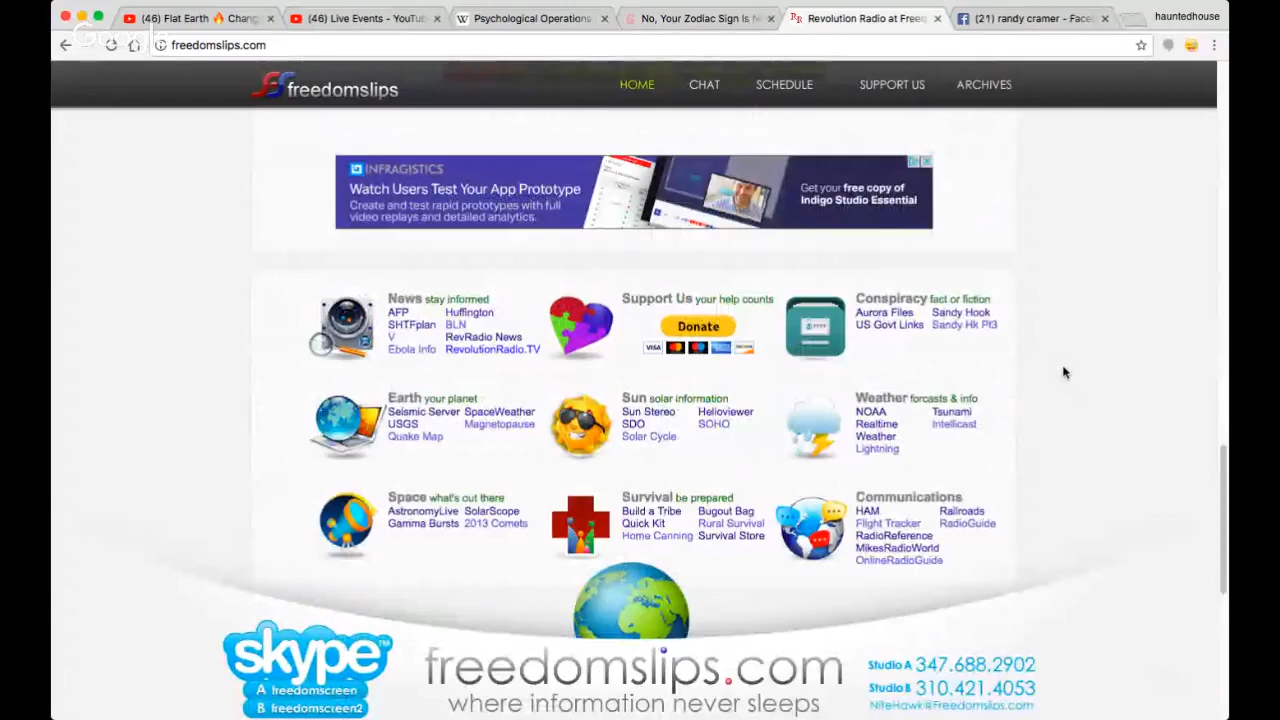 (46) Flat Earth 🔥 Chan
(46) Live Events - YouTu
Psychological Operations
No, Your Zodiac Sign Is N
Revolution Radio at Free
(21) randy cramer - Face
hauntedhouse
Google
freedomslips.com
freedomslips
HOME
CHAT
SCHEDULE
SUPPORT US
ARCHIVES
INFRAGISTICS
Watch Users Test Your App Prototype
Create and test rapid prototypes with full
video replays and detailed analytics.
Get your free copy of
Indigo Studio Essential
News stay informed
AFP Huffington
SHTFplan BLN
V RevRadio News
Ebola Info RevolutionRadio.TV
Support Us your help counts
Donate
VISA
Conspiracy fact or fiction
Aurora Files Sandy Hook
US Govt Links Sandy Hk Pt3
Earth your planet
Seismic Server SpaceWeather
USGS Magnetopause
Quake Map
Sun solar information
Sun Stereo Helioviewer
SDO SOHO
Solar Cycle
Weather forcasts & info
NOAA Tsunami
Realtime Intellicast
Weather
Lightning
Space what's out there
AstronomyLive SolarScope
Gamma Bursts 2013 Comets
Survival be prepared
Build a Tribe Bugout Bag
Quick Kit Rural Survival
Home Canning Survival Store
Communications
HAM Railroads
Flight Tracker RadioGuide
RadioReference
MikesRadioWorld
OnlineRadioGuide
skype™
A freedomscreen
B freedomscreen2
freedomslips.com
where information never sleeps
Studio A 347.688.2902
Studio B 310.421.4053
NiteHawk@Freedomslips.com